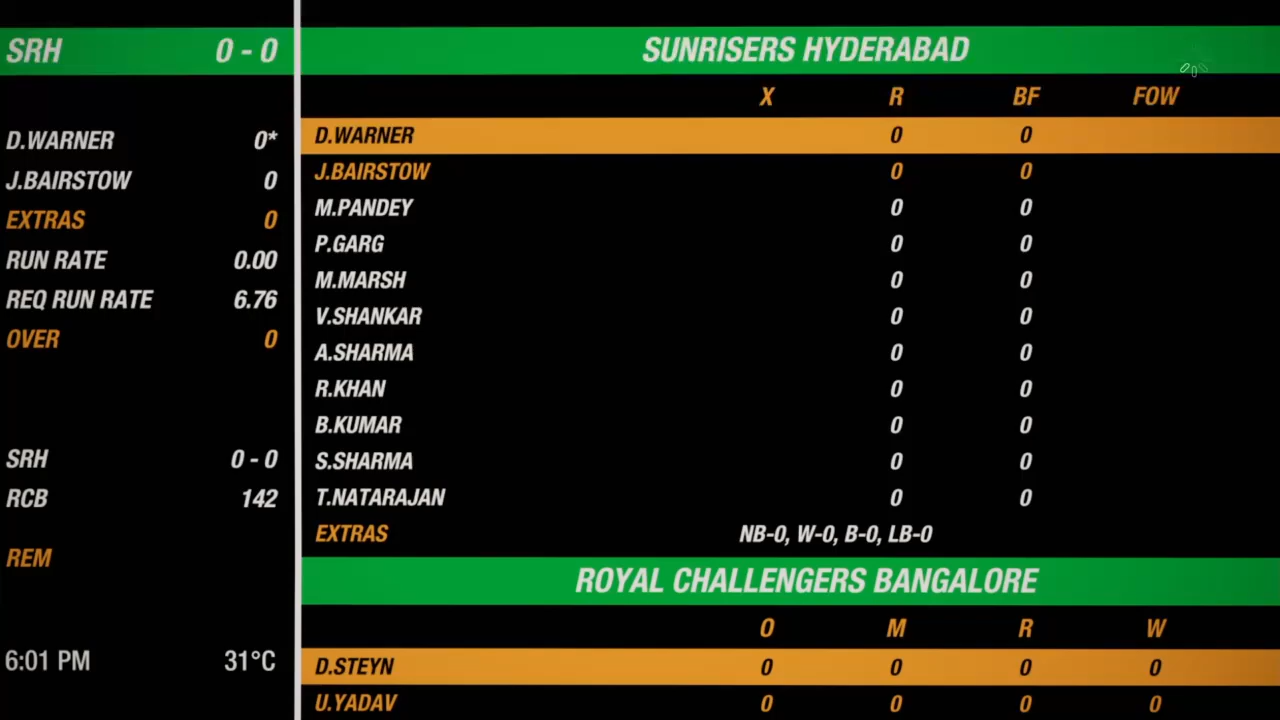 SRH 0 - 0
D.WARNER 0*
J.BAIRSTOW 0
EXTRAS 0
RUN RATE 0.00
REQ RUN RATE 6.76
OVER 0
SRH 0 - 0
RCB 142
REM
6:01 PM 31°C
SUNRISERS HYDERABAD
X R BF FOW
D.WARNER 0 0
J.BAIRSTOW 0 0
M.PANDEY 0 0
P.GARG 0 0
M.MARSH 0 0
V.SHANKAR 0 0
A.SHARMA 0 0
R.KHAN 0 0
B.KUMAR 0 0
S.SHARMA 0 0
T.NATARAJAN 0 0
EXTRAS NB-0, W-0, B-0, LB-0
ROYAL CHALLENGERS BANGALORE
O M R W
D.STEYN 0 0 0 0
U.YADAV 0 0 0 0